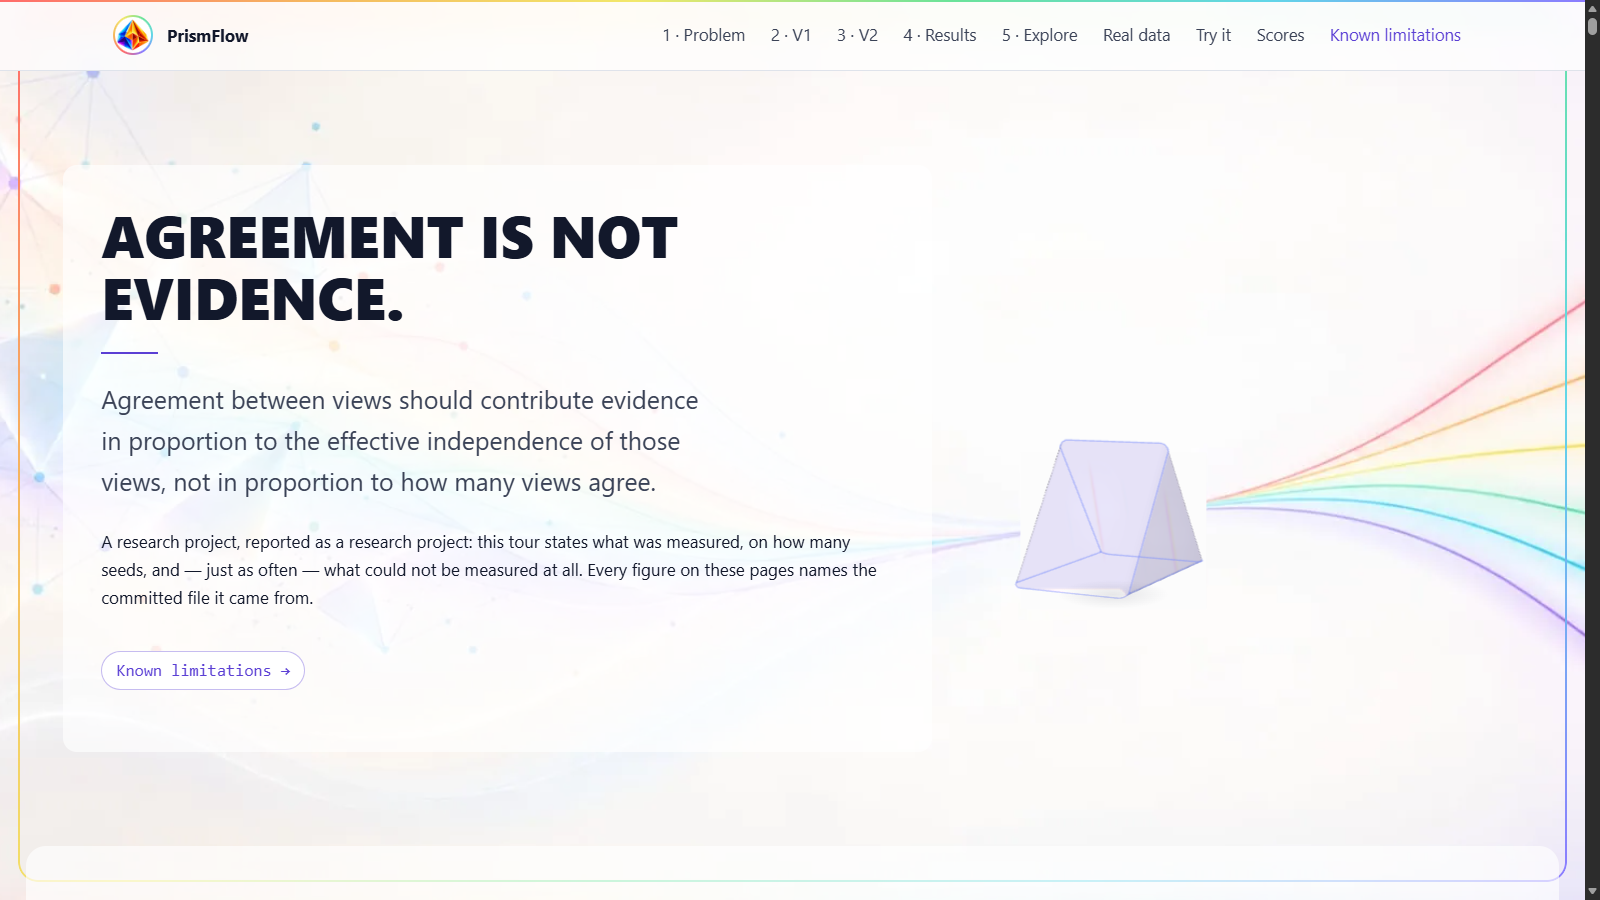 PrismFlow
1 · Problem
2 · V1
3 · V2
4 · Results
5 · Explore
Real data
Try it
Scores
Known limitations
AGREEMENT IS NOT
EVIDENCE.
Agreement between views should contribute evidence
in proportion to the effective independence of those
views, not in proportion to how many views agree.
A research project, reported as a research project: this tour states what was measured, on how many
seeds, and — just as often — what could not be measured at all. Every figure on these pages names the
committed file it came from.
Known limitations →